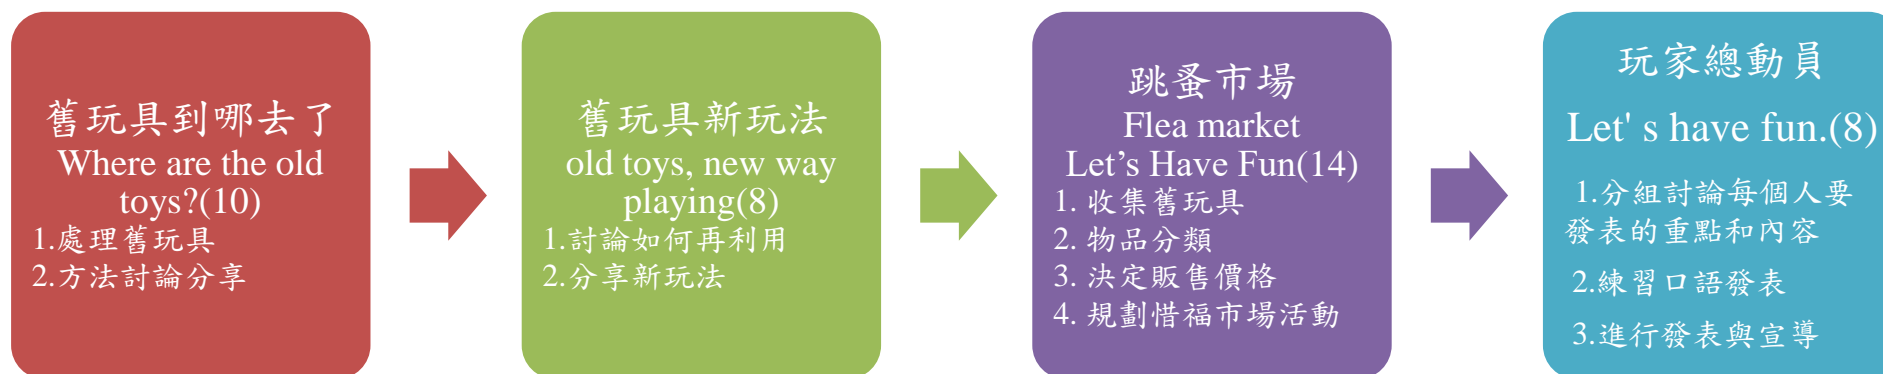 舊玩具到哪去了
Where are the old
toys?(10)
1.處理舊玩具
2.方法討論分享
舊玩具新玩法
old toys, new way
playing(8)
1.討論如何再利用
2.分享新玩法
跳蚤市場
Flea market
Let’s Have Fun(14)
1. 收集舊玩具
2. 物品分類
3. 決定販售價格
4. 規劃惜福市場活動
玩家總動員
Let' s have fun.(8)
1.分組討論每個人要
發表的重點和內容
2.練習口語發表
3.進行發表與宣導